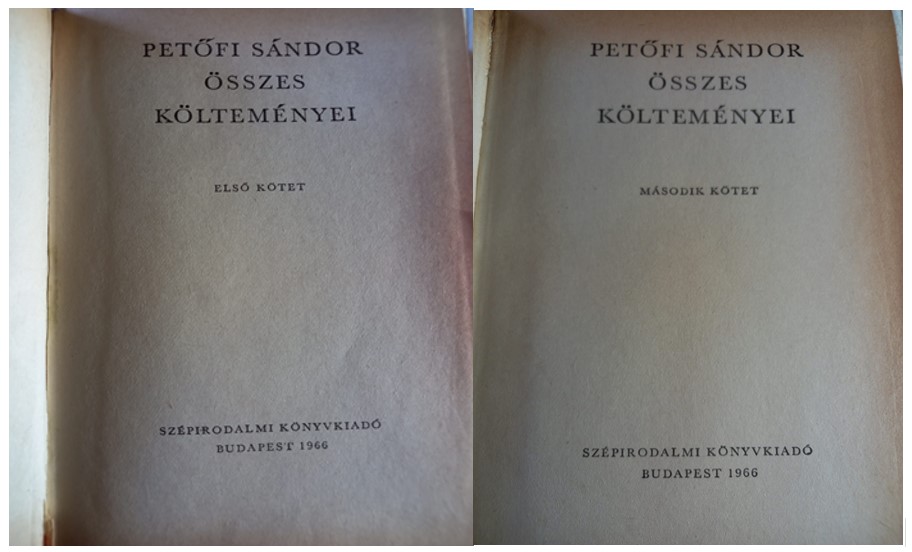 PETŐFI SÁNDOR
ÖSSZES
KÖLTEMÉNYEI
ELSŐ KÖTET
SZÉPIRODALMI KÖNYVKIADÓ
BUDAPEST 1966
PETŐFI SÁNDOR
ÖSSZES
KÖLTEMÉNYEI
MÁSODIK KÖTET
SZÉPIRODALMI KÖNYVKIADÓ
BUDAPEST 1966